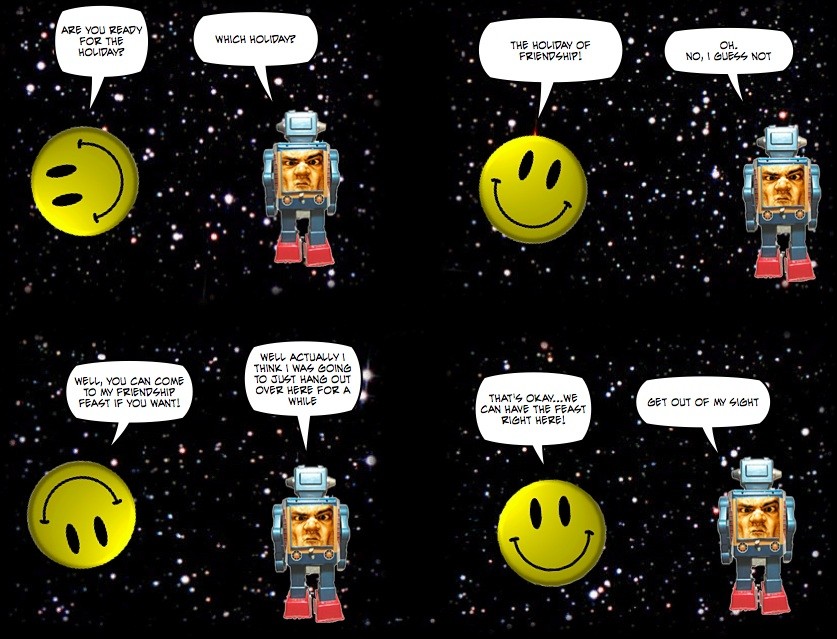 ARE YOU READY
FOR THE
HOLIDAY?
WHICH HOLIDAY?
THE HOLIDAY OF
FRIENDSHIP!
OH.
NO, I GUESS NOT
WELL, YOU CAN COME
TO MY FRIENDSHIP
FEAST IF YOU WANT!
WELL ACTUALLY I
THINK I WAS GOING
TO JUST HANG OUT
OVER HERE FOR A
WHILE
THAT'S OKAY...WE
CAN HAVE THE FEAST
RIGHT HERE!
GET OUT OF MY SIGHT